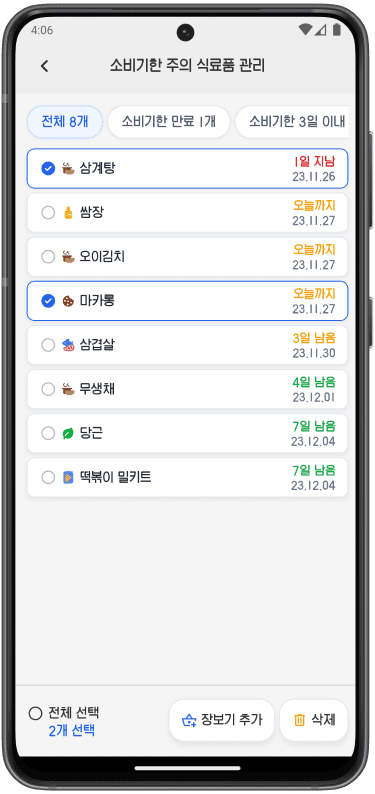 4:06
소비기한 주의 식료품 관리
전체 8개 소비기한 만료 1개 소비기한 3일 이내
삼계탕 1일 지남
23.11.26
쌈장 오늘까지
23.11.27
오이김치 오늘까지
23.11.27
마카롱 오늘까지
23.11.27
삼겹살 3일 남음
23.11.30
무생채 4일 남음
23.12.01
당근 7일 남음
23.12.04
떡볶이 밀키트 7일 남음
23.12.04
전체 선택
2개 선택
장보기 추가 삭제